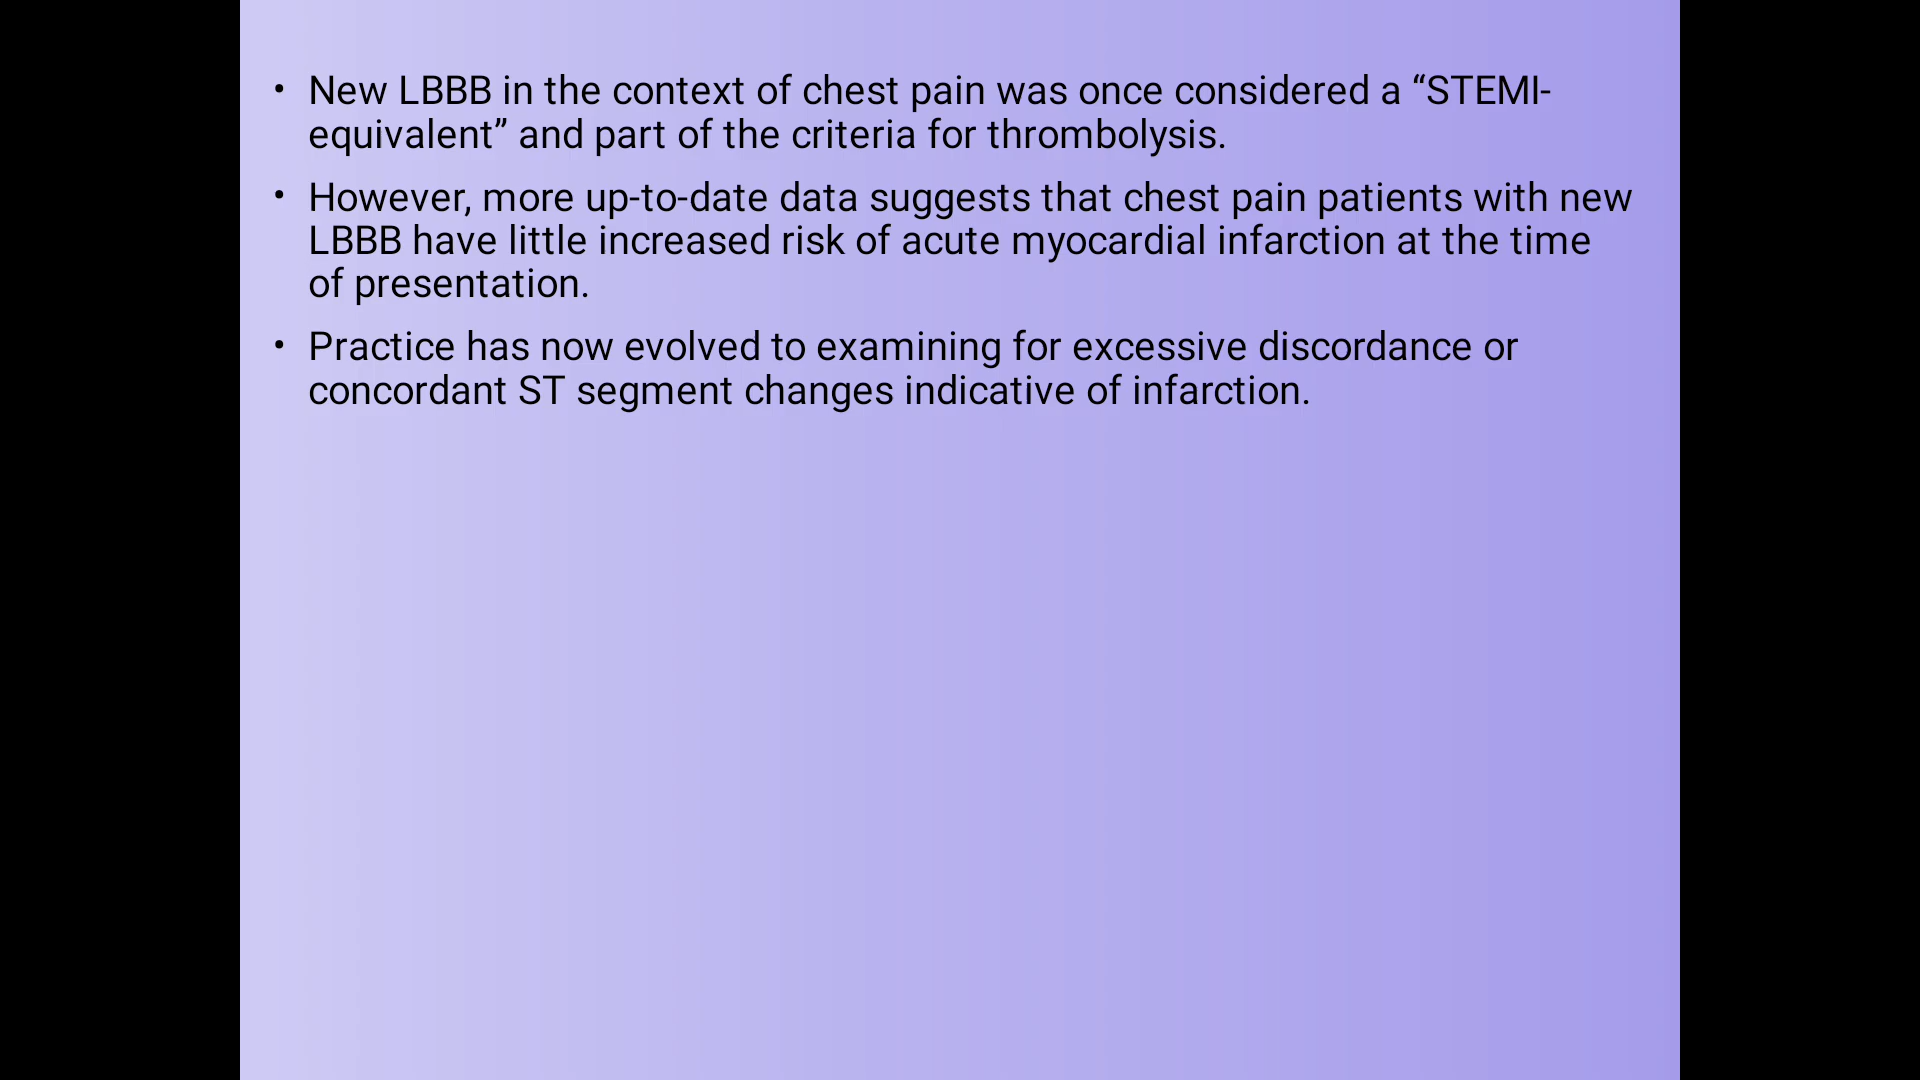 • New LBBB in the context of chest pain was once considered a “STEMI-
equivalent” and part of the criteria for thrombolysis.
• However, more up-to-date data suggests that chest pain patients with new
LBBB have little increased risk of acute myocardial infarction at the time
of presentation.
• Practice has now evolved to examining for excessive discordance or
concordant ST segment changes indicative of infarction.